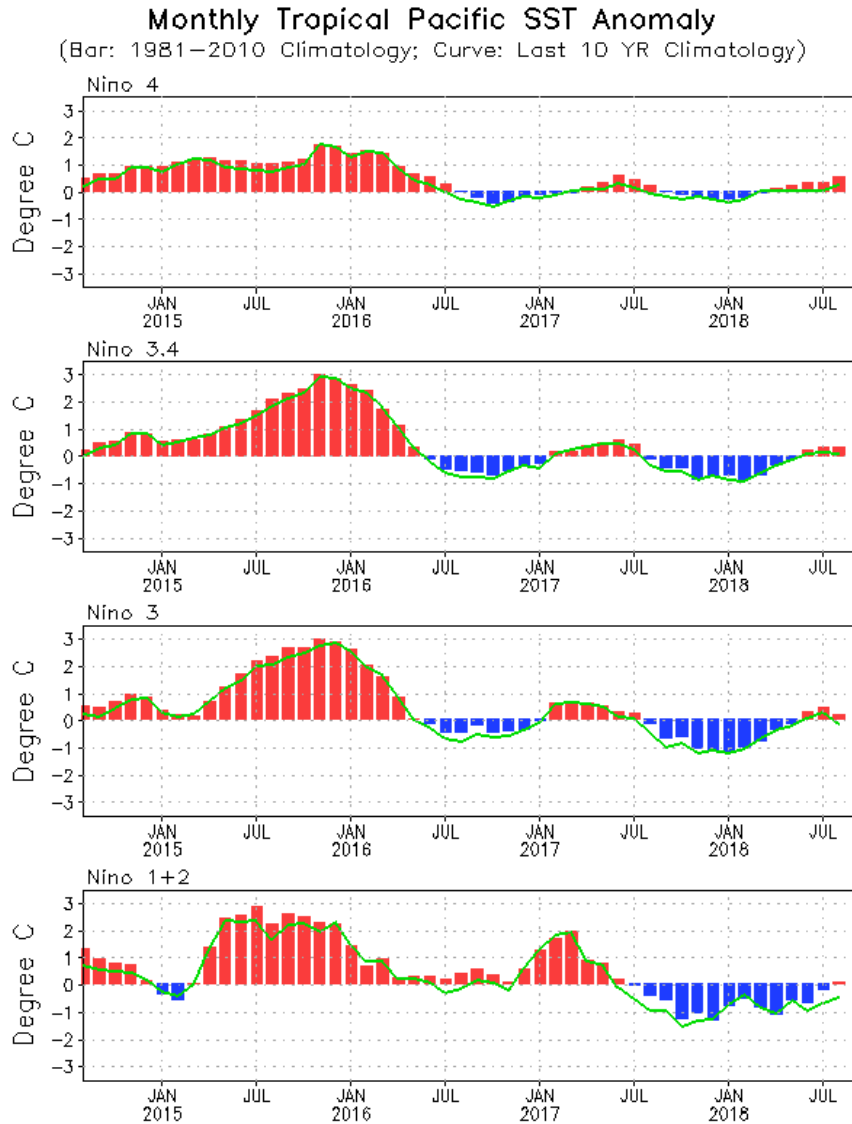 Monthly Tropical Pacific SST Anomaly
(Bar: 1981-2010 Climatology; Curve: Last 10 YR Climatology)
Nino 4
Degree C
3
2
1
0
-1
-2
-3
JAN JUL JAN JUL JAN JUL JAN JUL
2015 2016 2017 2018
Nino 3.4
Degree C
3
2
1
0
-1
-2
-3
JAN JUL JAN JUL JAN JUL JAN JUL
2015 2016 2017 2018
Nino 3
Degree C
3
2
1
0
-1
-2
-3
JAN JUL JAN JUL JAN JUL JAN JUL
2015 2016 2017 2018
Nino 1+2
Degree C
3
2
1
0
-1
-2
-3
JAN JUL JAN JUL JAN JUL JAN JUL
2015 2016 2017 2018